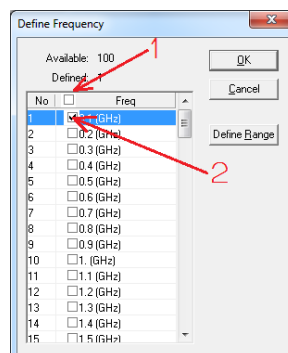 Define Frequency
Available: 100
Defined: 1
1
OK
Cancel
Define Range
No Freq
1 0.1 (GHz)
2 0.2 (GHz)
3 0.3 (GHz)
4 0.4 (GHz)
5 0.5 (GHz)
6 0.6 (GHz)
7 0.7 (GHz)
8 0.8 (GHz)
9 0.9 (GHz)
10 1. (GHz)
11 1.1 (GHz)
12 1.2 (GHz)
13 1.3 (GHz)
14 1.4 (GHz)
15 1.5 (GHz)
2